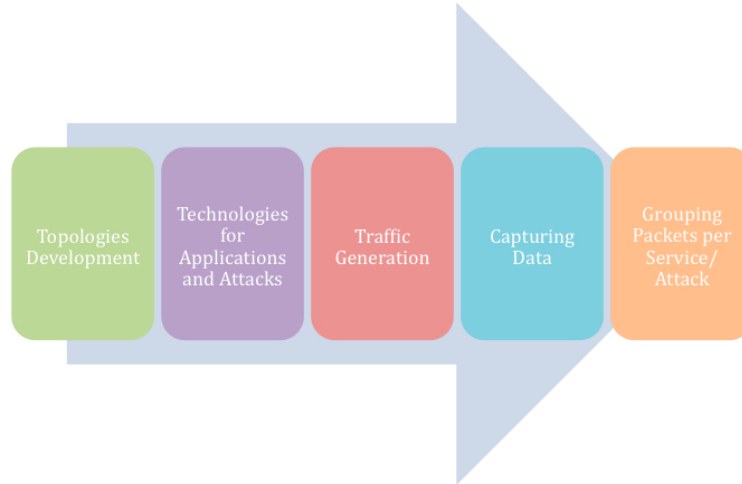 Topologies
Development
Technologies
for
Applications
and Attacks
Traffic
Generation
Capturing
Data
Grouping
Packets per
Service/
Attack